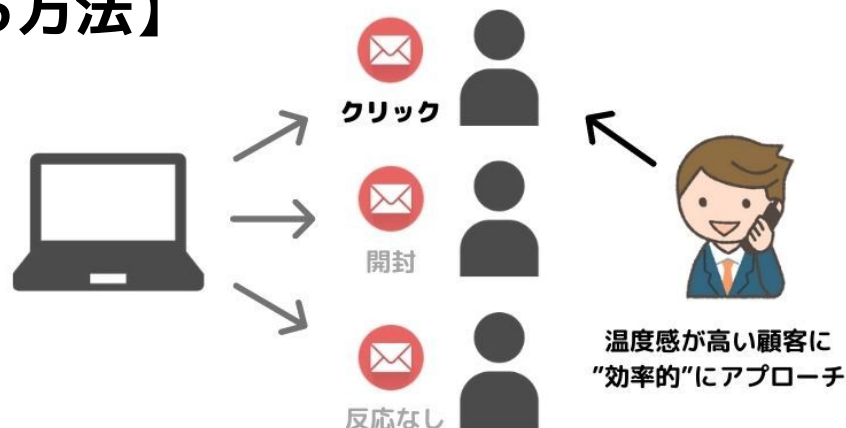 る方法】
クリック
開封
反応なし
温度感が高い顧客に
”効率的”にアプローチ